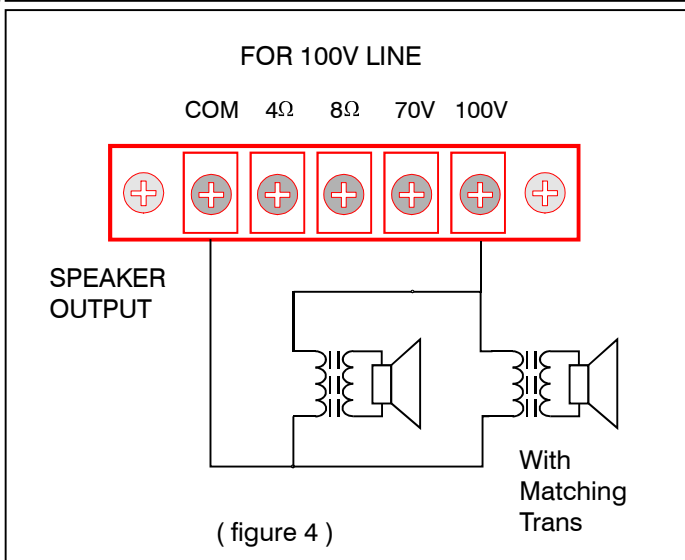 FOR 100V LINE
COM 4Ω 8Ω 70V 100V
SPEAKER
OUTPUT
With
Matching
Trans
( figure 4 )